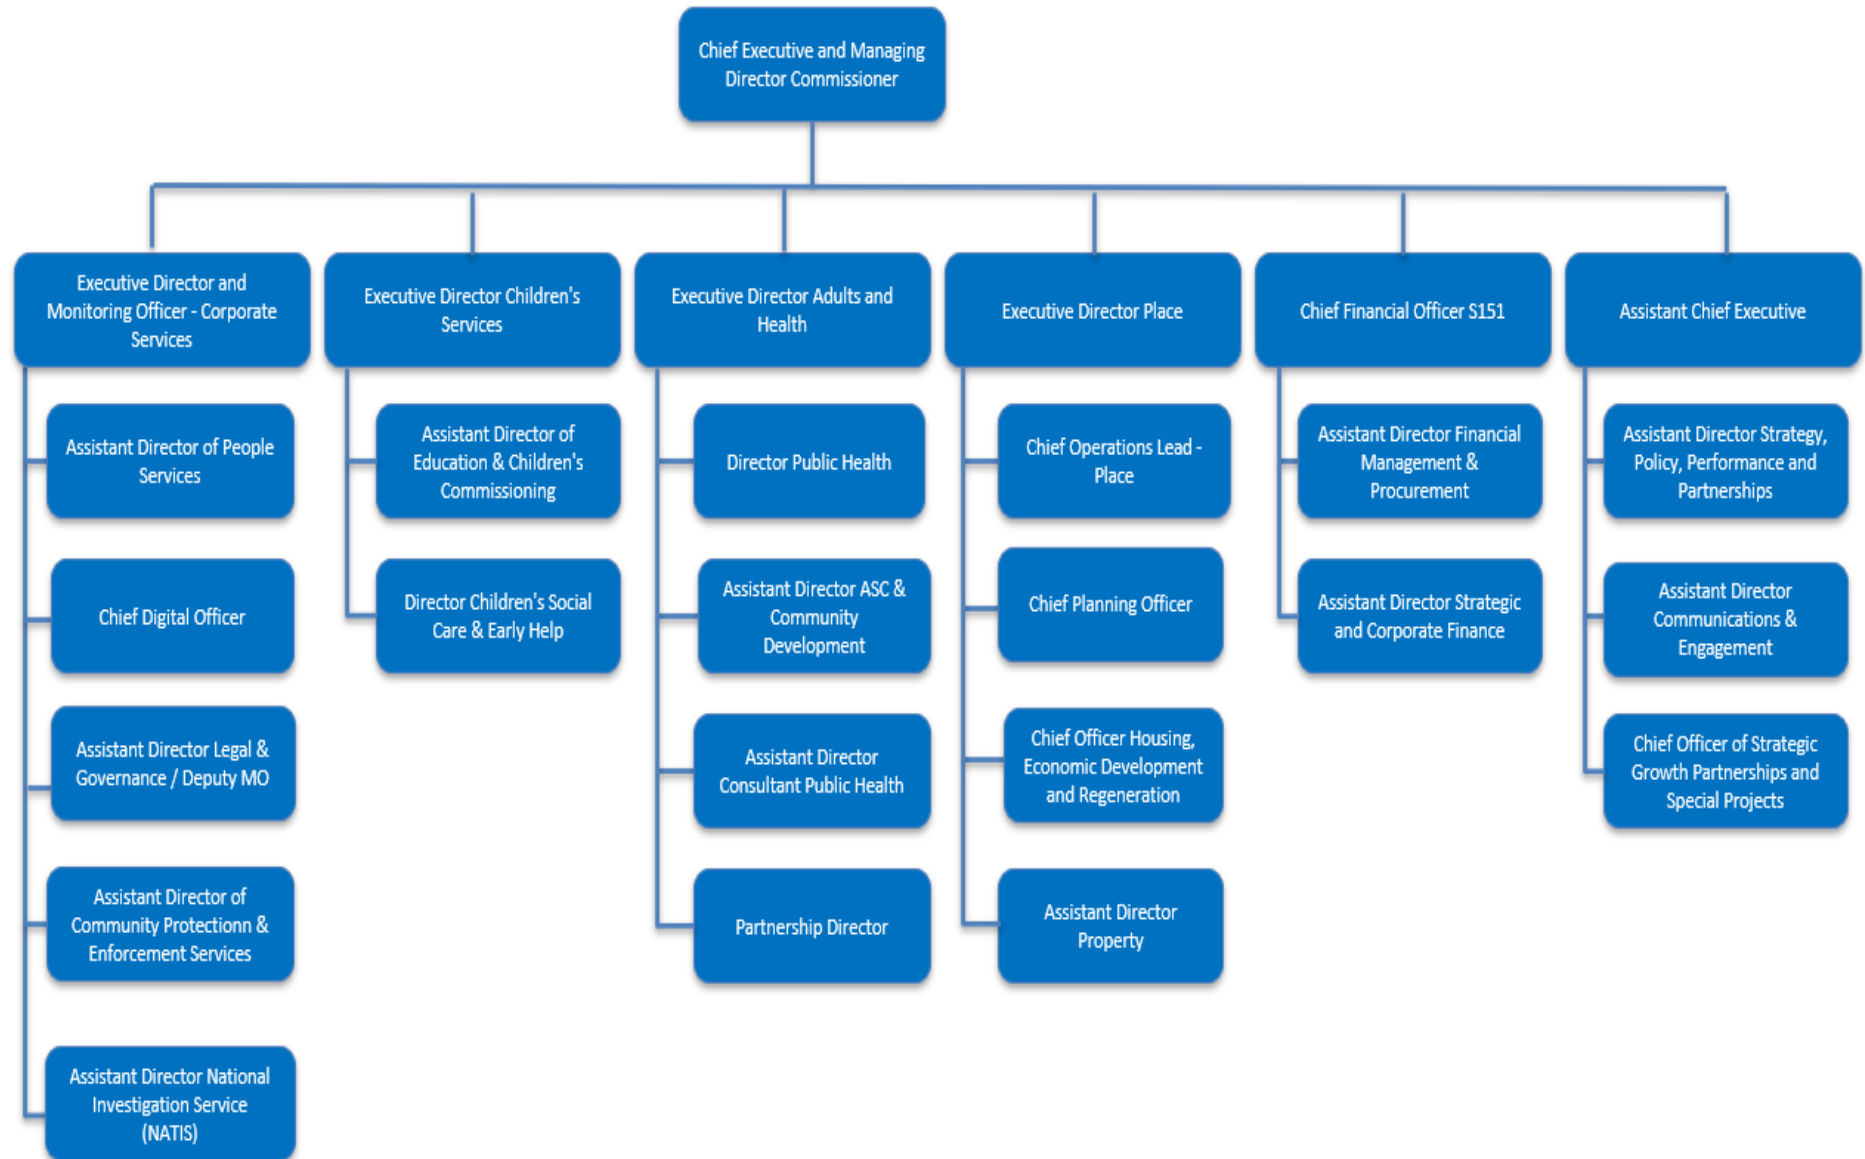 Chief Executive and Managing
Director Commissioner
Executive Director and
Monitoring Officer - Corporate
Services
Executive Director Children's
Services
Executive Director Adults and
Health
Executive Director Place
Chief Financial Officer S151
Assistant Chief Executive
Assistant Director of People
Services
Chief Digital Officer
Assistant Director Legal &
Governance / Deputy MO
Assistant Director of
Community Protectionn &
Enforcement Services
Assistant Director National
Investigation Service
(NATIS)
Assistant Director of
Education & Children's
Commissioning
Director Children's Social
Care & Early Help
Director Public Health
Assistant Director ASC &
Community
Development
Assistant Director
Consultant Public Health
Partnership Director
Chief Operations Lead -
Place
Chief Planning Officer
Chief Officer Housing,
Economic Development
and Regeneration
Assistant Director
Property
Assistant Director Financial
Management &
Procurement
Assistant Director Strategic
and Corporate Finance
Assistant Director Strategy,
Policy, Performance and
Partnerships
Assistant Director
Communications &
Engagement
Chief Officer of Strategic
Growth Partnerships and
Special Projects